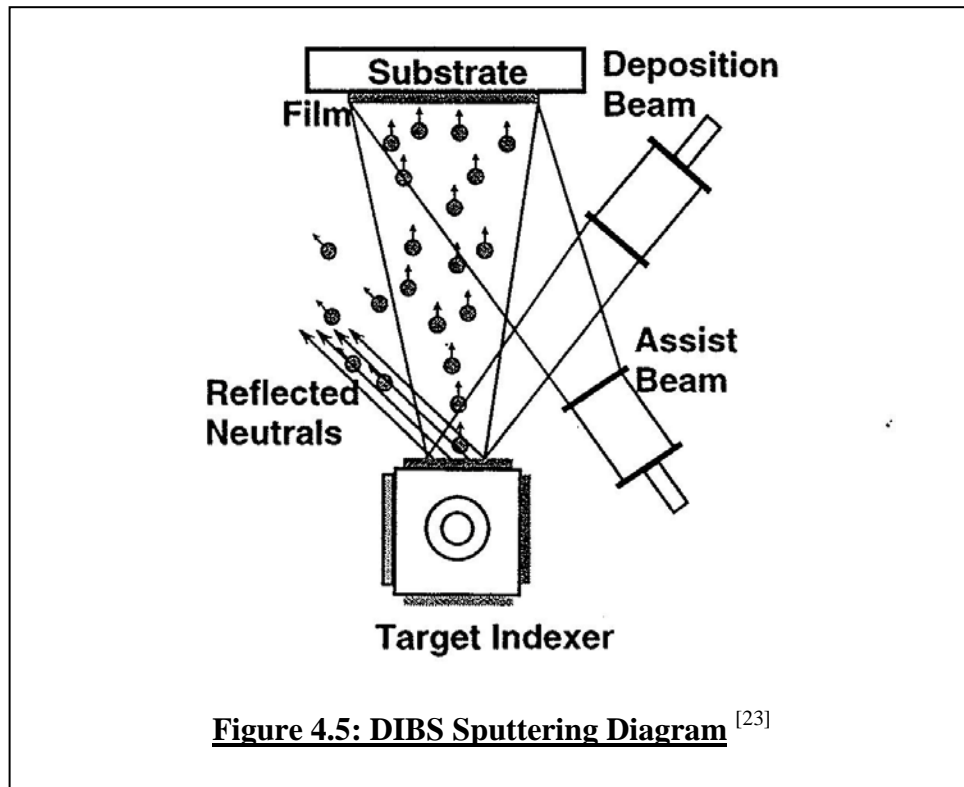 Substrate
Film
Deposition
Beam
Assist
Beam
Reflected
Neutrals
Target Indexer
Figure 4.5: DIBS Sputtering Diagram [23]